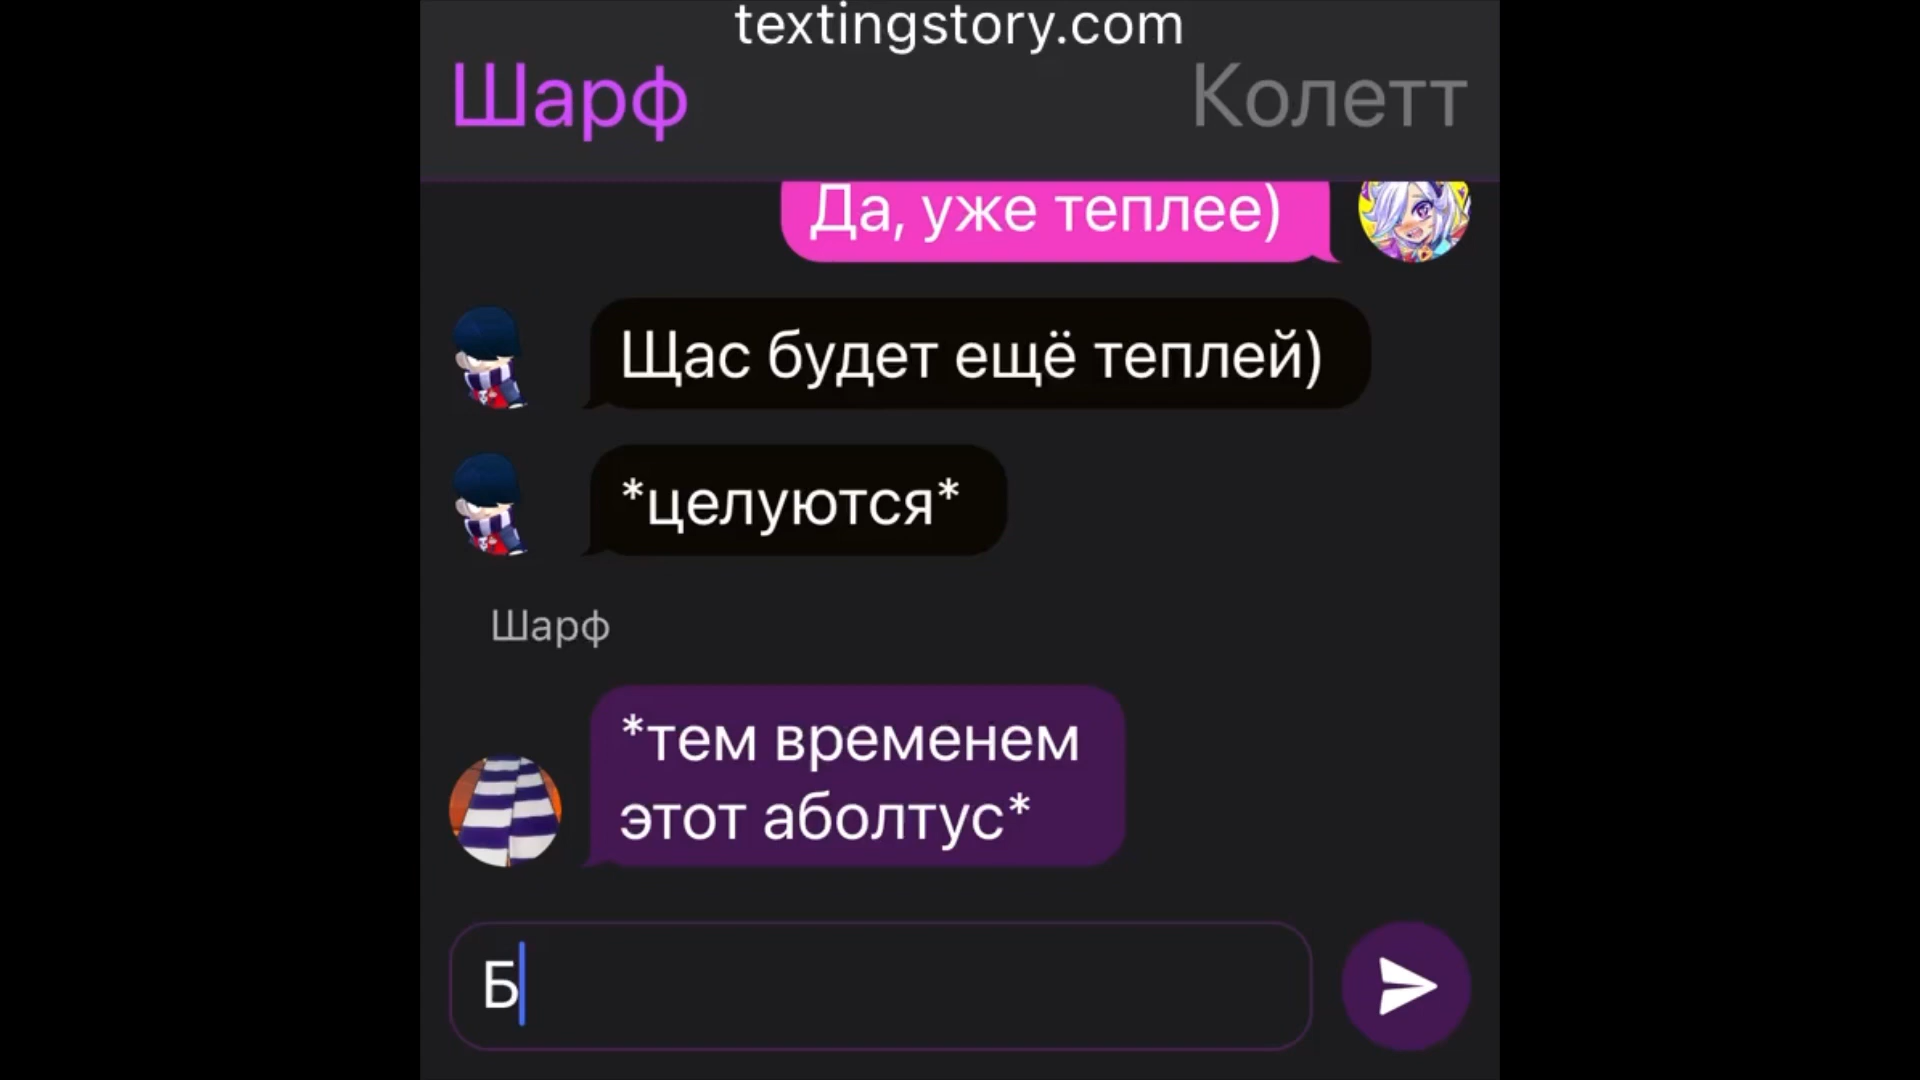 textingstory.com
Шарф
Колетт
Да, уже теплее)
Щас будет ещё теплей)
*целуются*
Шарф
*тем временем
этот аболтус*
Б